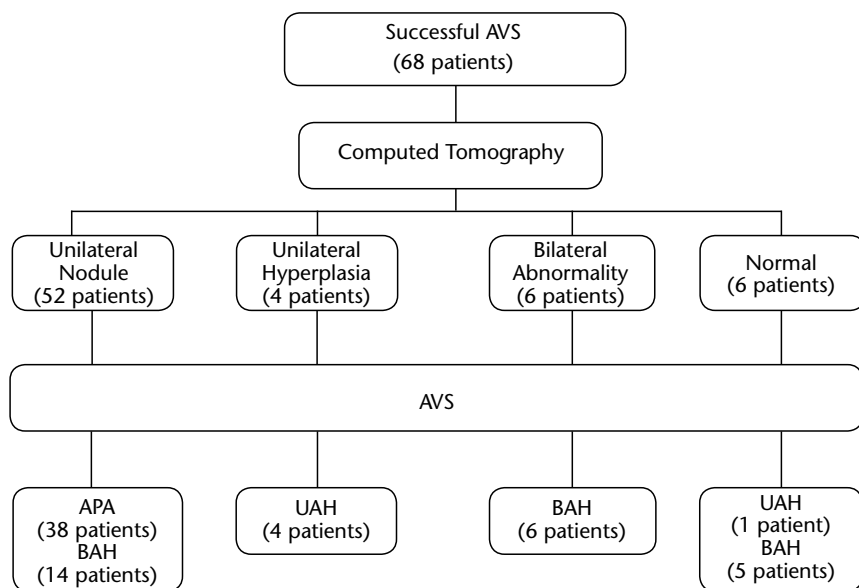 Successful AVS
(68 patients)
Computed Tomography
Unilateral
Nodule
(52 patients)
Unilateral
Hyperplasia
(4 patients)
Bilateral
Abnormality
(6 patients)
Normal
(6 patients)
AVS
APA
(38 patients)
BAH
(14 patients)
UAH
(4 patients)
BAH
(6 patients)
UAH
(1 patient)
BAH
(5 patients)